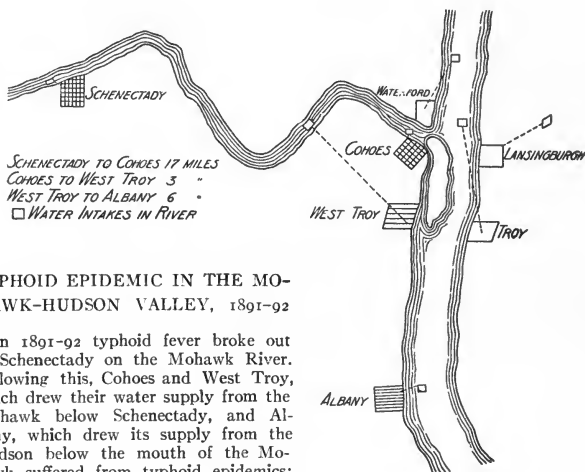 SCHENECTADY
WATERFORD
COHOES
LANSINGBURGH
SCHENECTADY TO COHOES 17 MILES
COHOES TO WEST TROY 3 "
WEST TROY TO ALBANY 6 "
WATER INTAKES IN RIVER
WEST TROY
TROY
ALBANY
PHOID EPIDEMIC IN THE MO-
AWK-HUDSON VALLEY, 1891-92
n 1891-92 typhoid fever broke out
Schenectady on the Mohawk River.
lowing this, Cohoes and West Troy,
ch drew their water supply from the
hawk below Schenectady, and Al-
ny, which drew its supply from the
dson below the mouth of the Mo-
k suffered from typhoid epidemics;